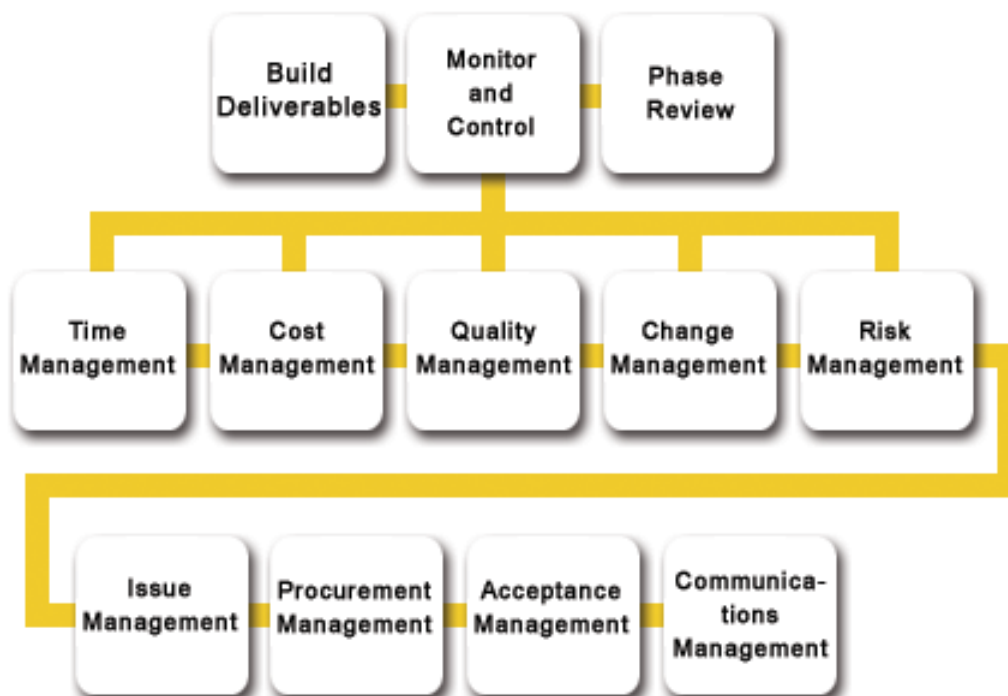 Build
Deliverables
Monitor
and
Control
Phase
Review
Time
Management
Cost
Management
Quality
Management
Change
Management
Risk
Management
Issue
Management
Procurement
Management
Acceptance
Management
Communica-
tions
Management